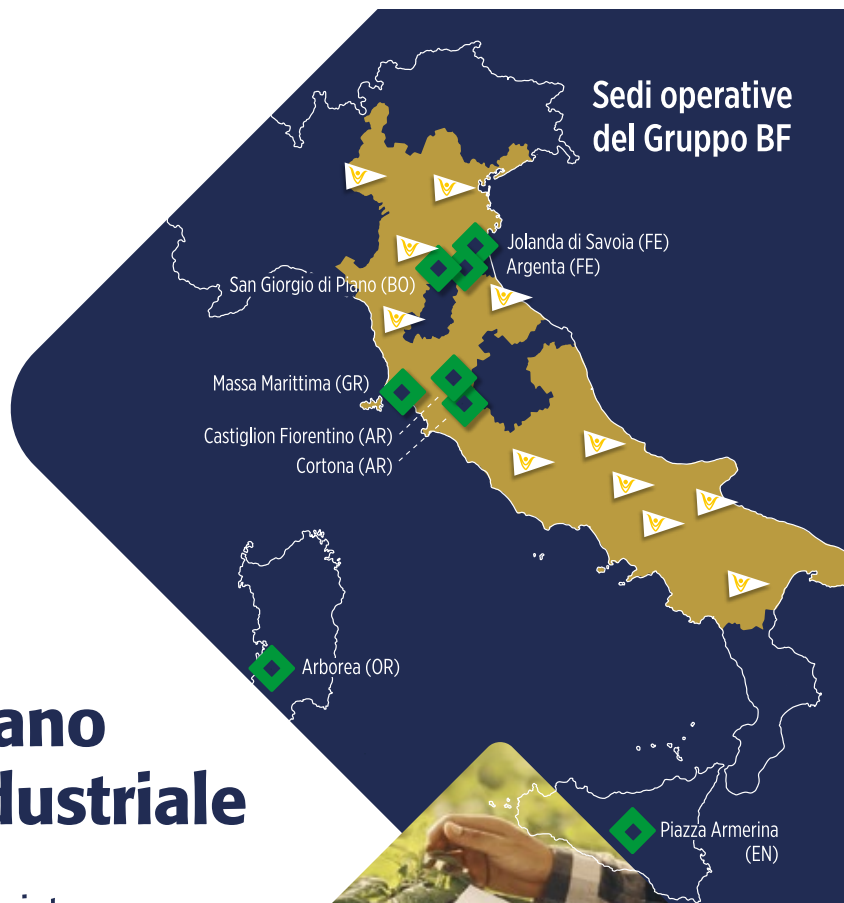 Sedi operative
del Gruppo BF
Jolanda di Savoia (FE)
Argenta (FE)
San Giorgio di Piano (BO)
Massa Marittima (GR)
Castiglion Fiorentino (AR)
Cortona (AR)
Arborea (OR)
ano
dustriale
Piazza Armerina
(EN)